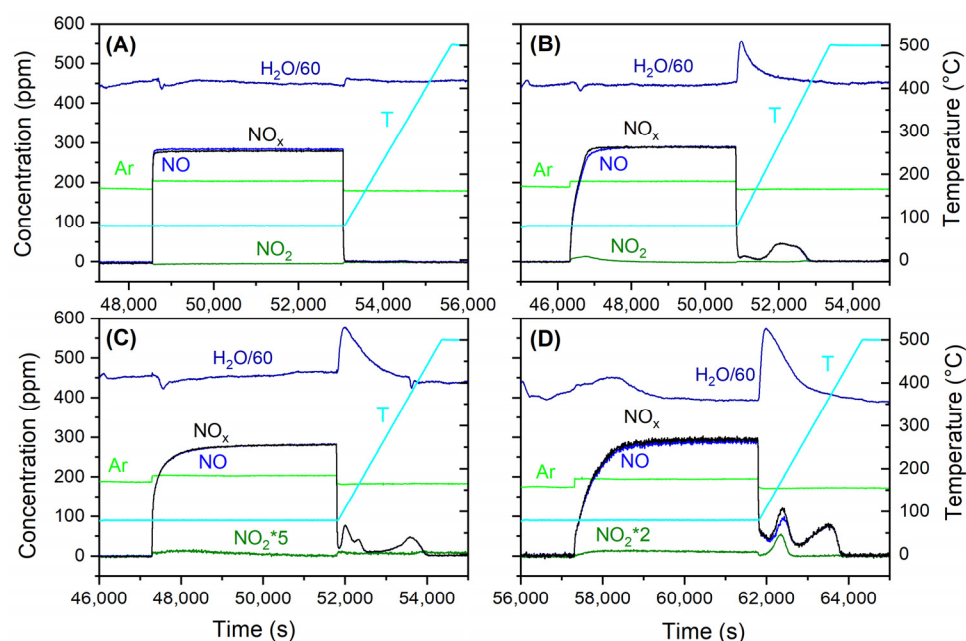 Concentration (ppm)
600
500
400
300
200
100
0
(A)
H₂O/60
T
NOₓ
NO
Ar
NO₂
48,000 50,000 52,000 54,000 56,000
(B)
H₂O/60
T
NOₓ
NO
Ar
NO₂
46,000 48,000 50,000 52,000 54,000
500
400
300
200
100
0
Temperature (°C)
Concentration (ppm)
600
500
400
300
200
100
0
(C)
H₂O/60
T
NOₓ
NO
Ar
NO₂*5
46,000 48,000 50,000 52,000 54,000
Time (s)
(D)
H₂O/60
T
NOₓ
NO
Ar
NO₂*2
56,000 58,000 60,000 62,000 64,000
Time (s)
500
400
300
200
100
0
Temperature (°C)